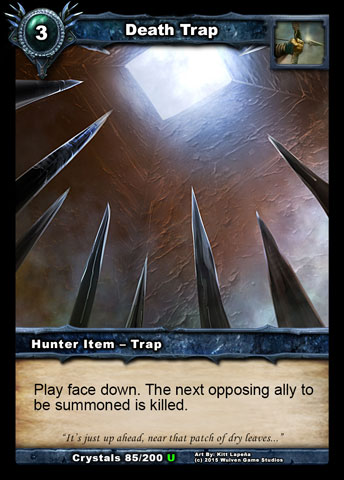 3
Death Trap
Hunter Item – Trap
Play face down. The next opposing ally to
be summoned is killed.
"It's just up ahead, near that patch of dry leaves..."
Crystals 85/200 U
Art By: Kitt Lapeña
(c) 2015 Wulven Game Studios